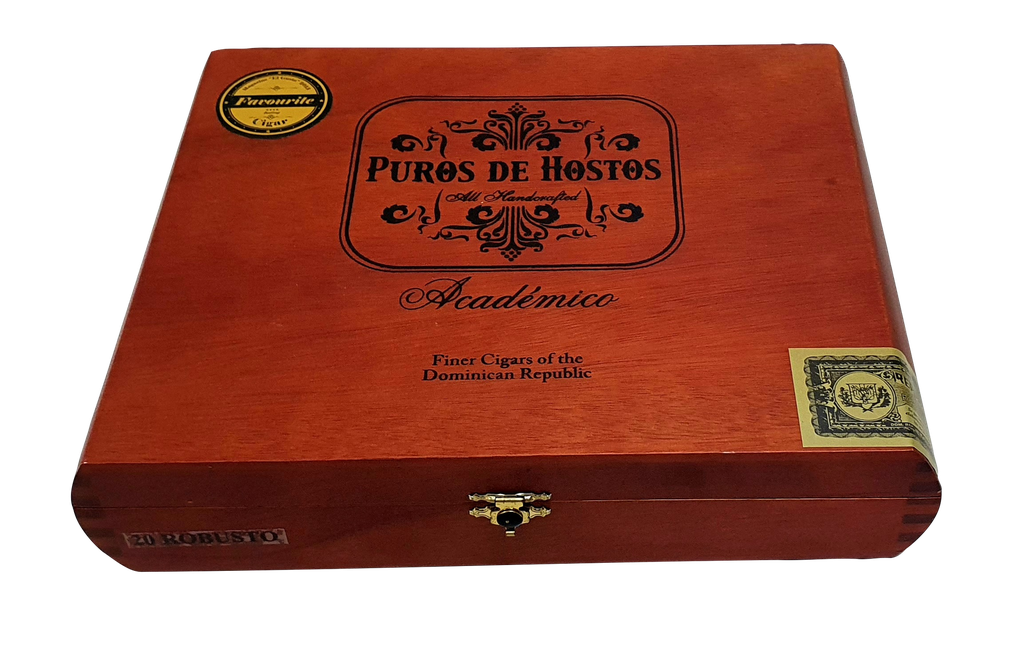 Favourite
Cigar
PUROS DE HOSTOS
All Handcrafted
Académico
Finer Cigars of the
Dominican Republic
20 ROBUSTO